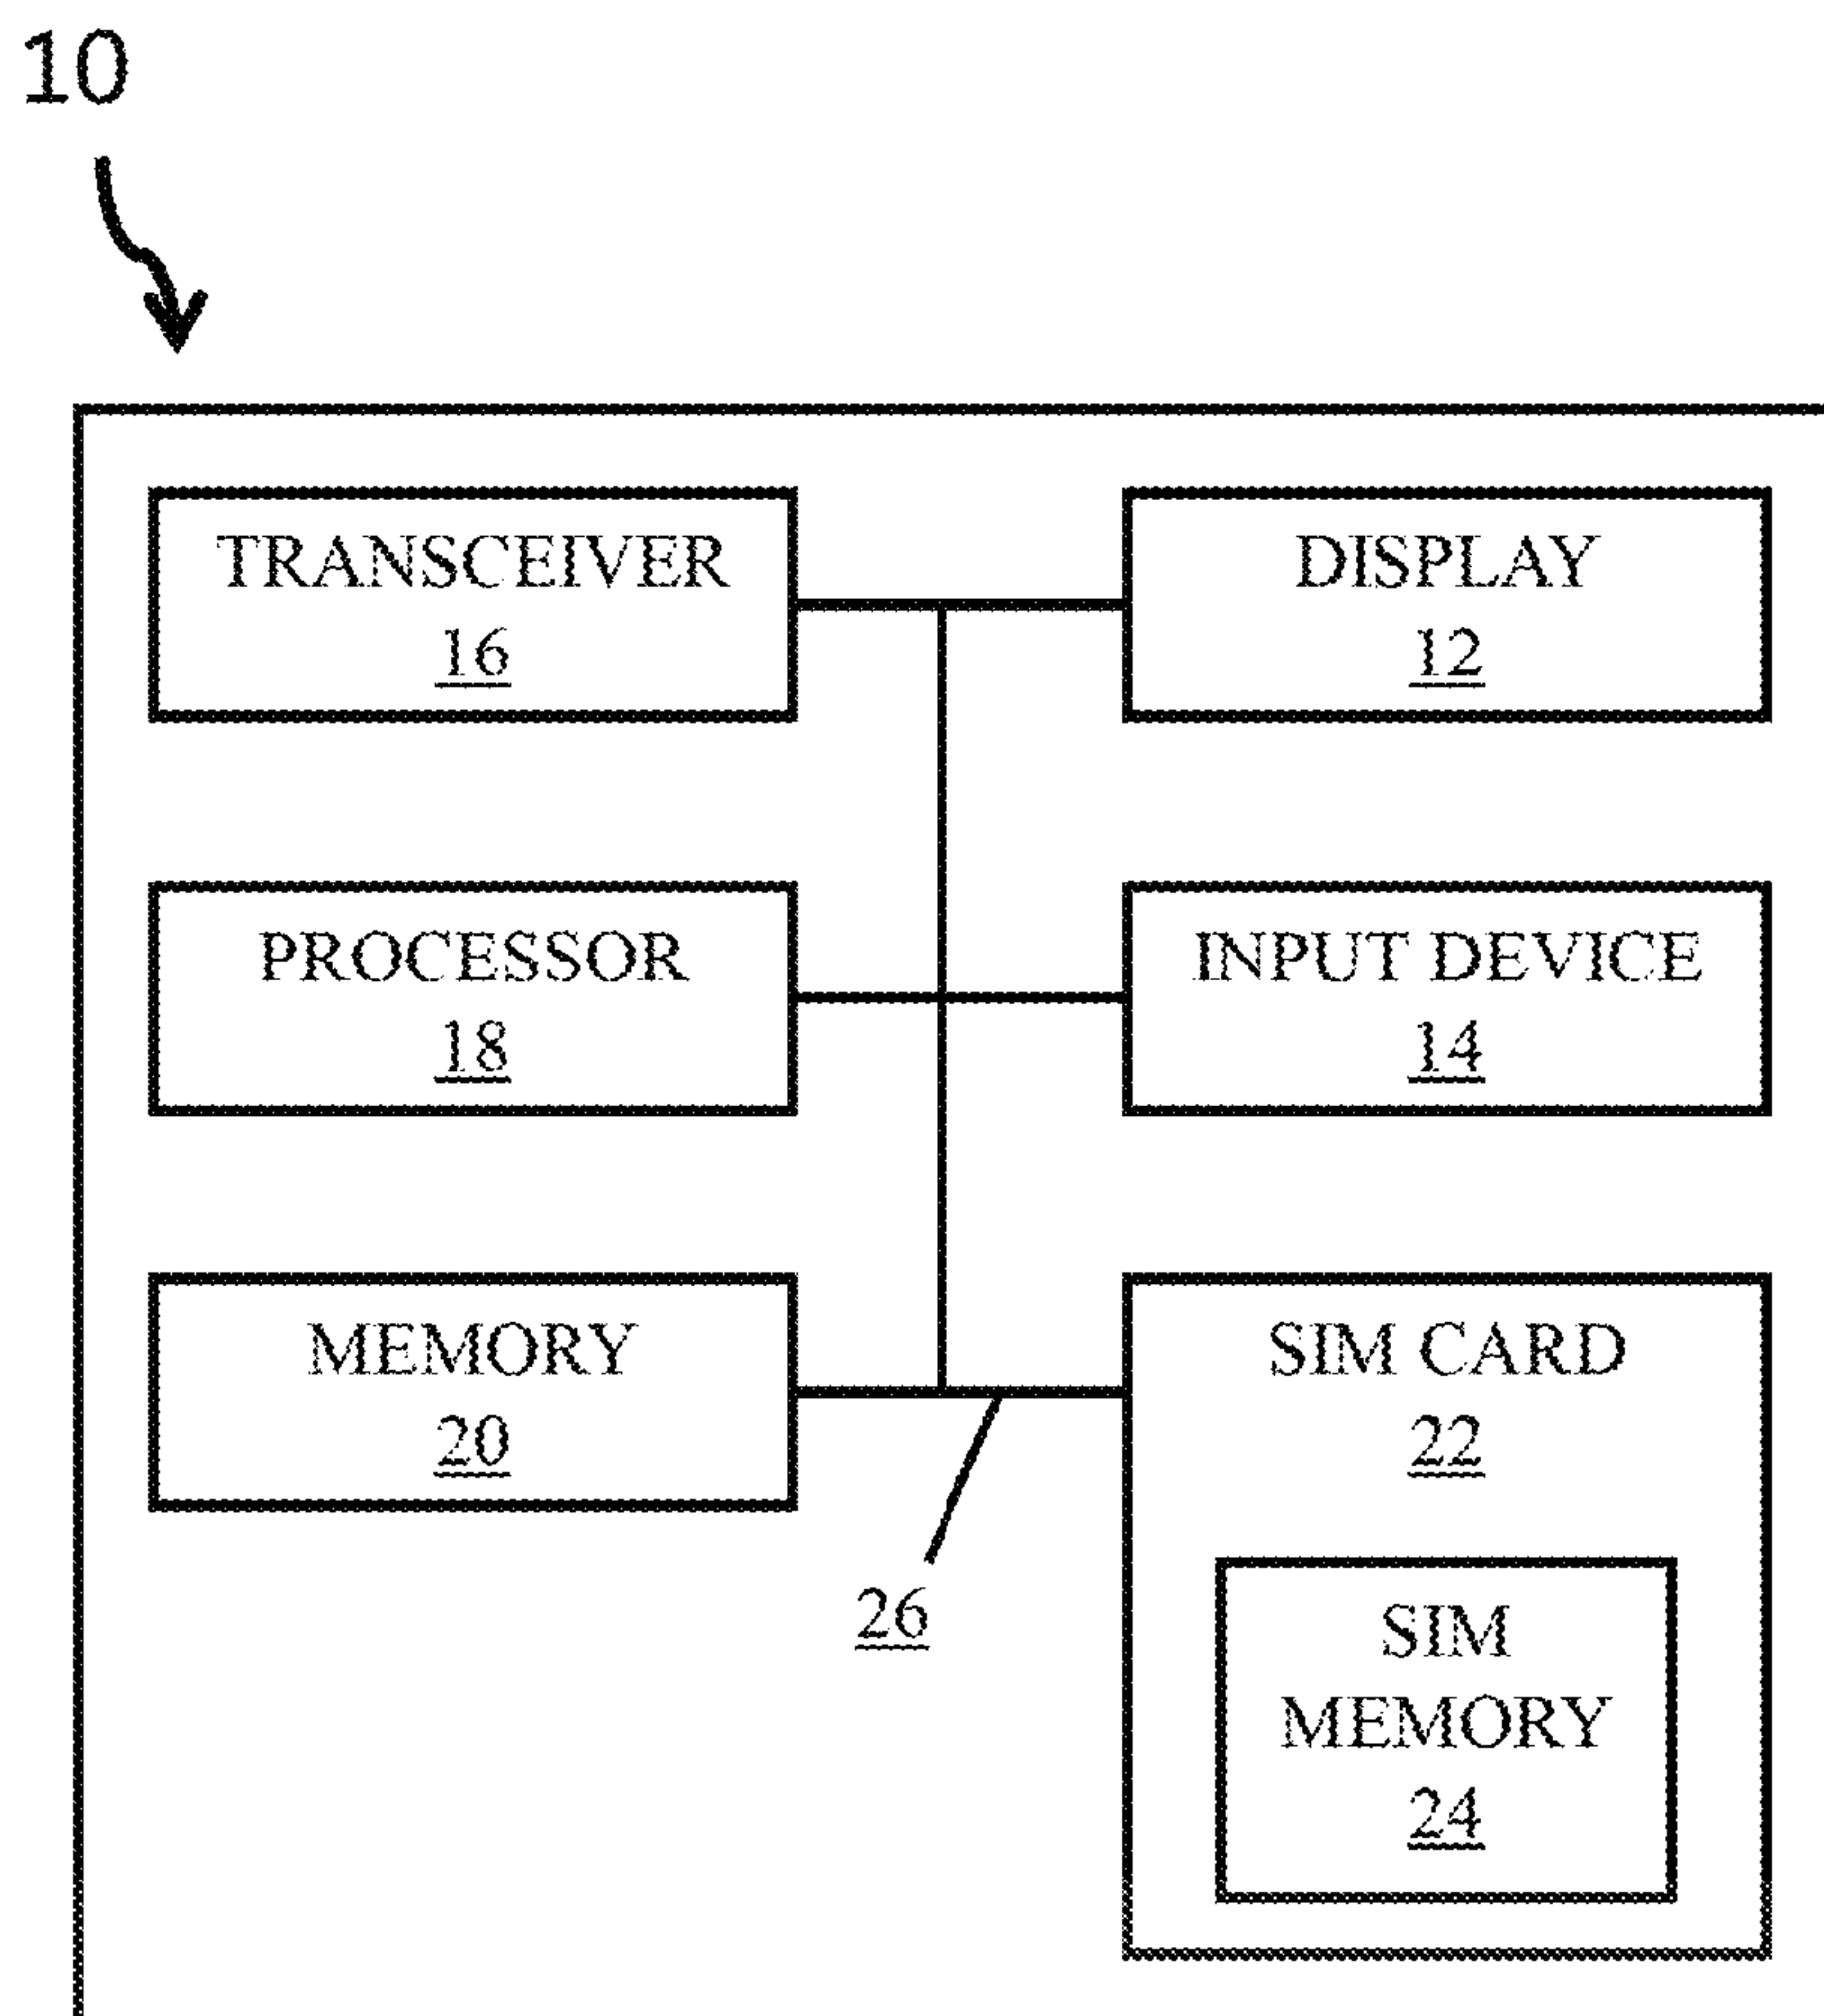 10
TRANSCEIVER
16
DISPLAY
12
PROCESSOR
18
INPUT DEVICE
14
MEMORY
20
SIM CARD
22
26
SIM
MEMORY
24